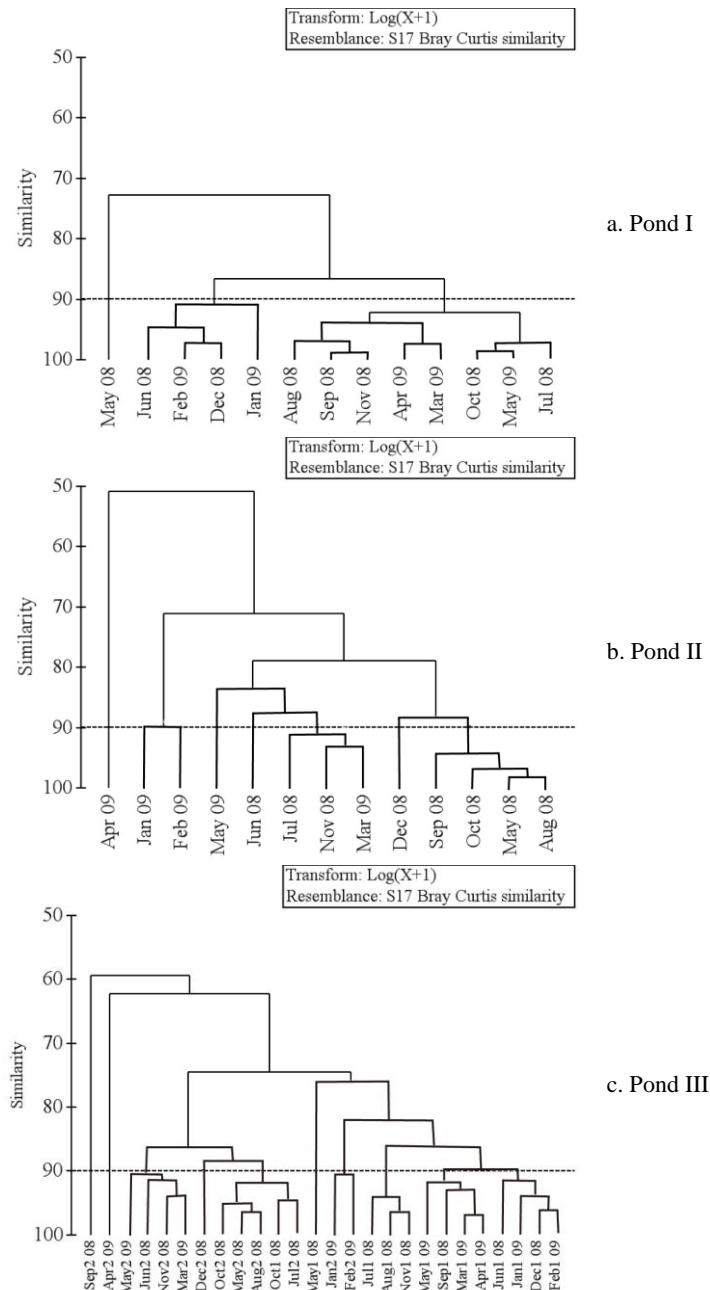 Transform: Log(X+1)
Resemblance: S17 Bray Curtis similarity
50
60
70
80
90
100
Similarity
May 08
Jun 08
Feb 09
Dec 08
Jan 09
Aug 08
Sep 08
Nov 08
Apr 09
Mar 09
Oct 08
May 09
Jul 08
a. Pond I
Transform: Log(X+1)
Resemblance: S17 Bray Curtis similarity
50
60
70
80
90
100
Similarity
Apr 09
Jan 09
Feb 09
May 09
Jun 08
Jul 08
Nov 08
Mar 09
Dec 08
Sep 08
Oct 08
May 08
Aug 08
b. Pond II
Transform: Log(X+1)
Resemblance: S17 Bray Curtis similarity
50
60
70
80
90
100
Similarity
Sep2 08
Apr2 09
May2 09
Jun2 08
Nov2 08
Mar2 09
Dec2 08
Oct2 08
May2 08
Aug2 08
Oct1 08
Jul2 08
May1 08
Jan2 09
Feb2 09
Jul1 08
Aug1 08
Nov1 08
May1 09
Sep1 08
Mar1 09
Apr1 09
Jun1 08
Jan1 09
Dec1 08
Feb1 09
c. Pond III